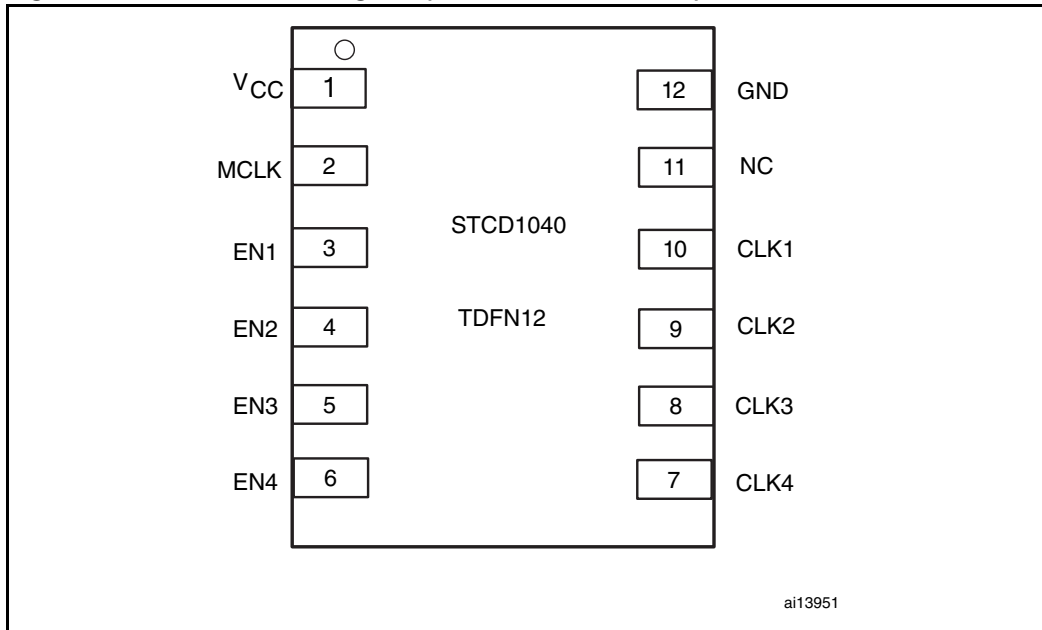 VCC 1 12 GND
MCLK 2 11 NC
STCD1040
EN1 3 10 CLK1
TDFN12
EN2 4 9 CLK2
EN3 5 8 CLK3
EN4 6 7 CLK4
ai13951